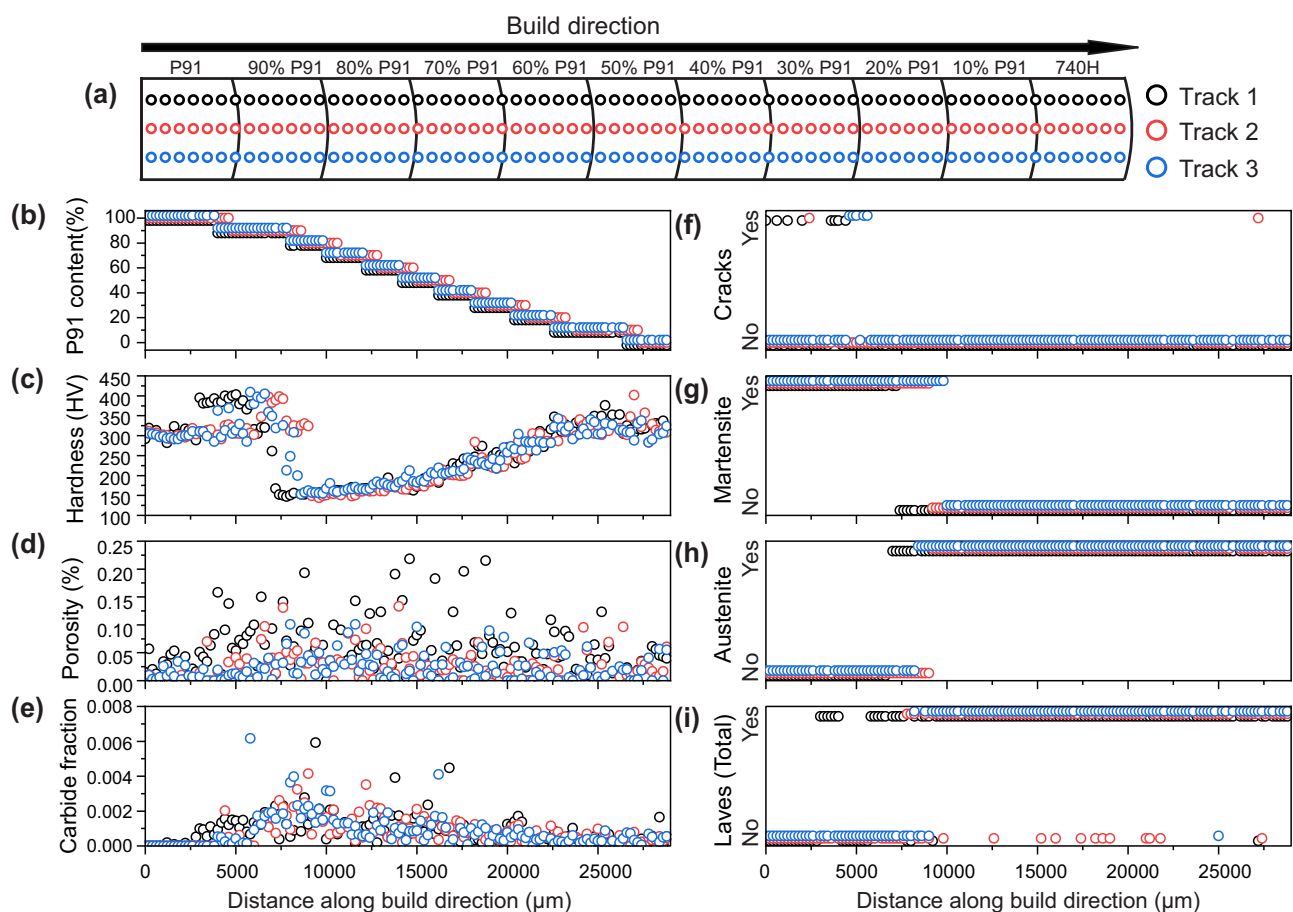 Build direction
P91 90% P91 80% P91 70% P91 60% P91 50% P91 40% P91 30% P91 20% P91 10% P91 740H
(a)
Track 1
Track 2
Track 3
(b)
P91 content(%)
100
80
60
40
20
0
(c)
Hardness (HV)
450
400
350
300
250
200
150
100
(d)
Porosity (%)
0.25
0.20
0.15
0.10
0.05
0.00
(e)
Carbide fraction
0.008
0.006
0.004
0.002
0.000
0 5000 10000 15000 20000 25000
Distance along build direction (μm)
(f)
Cracks
Yes
No
(g)
Martensite
Yes
No
(h)
Austenite
Yes
No
(i)
Laves (Total)
Yes
No
0 5000 10000 15000 20000 25000
Distance along build direction (μm)